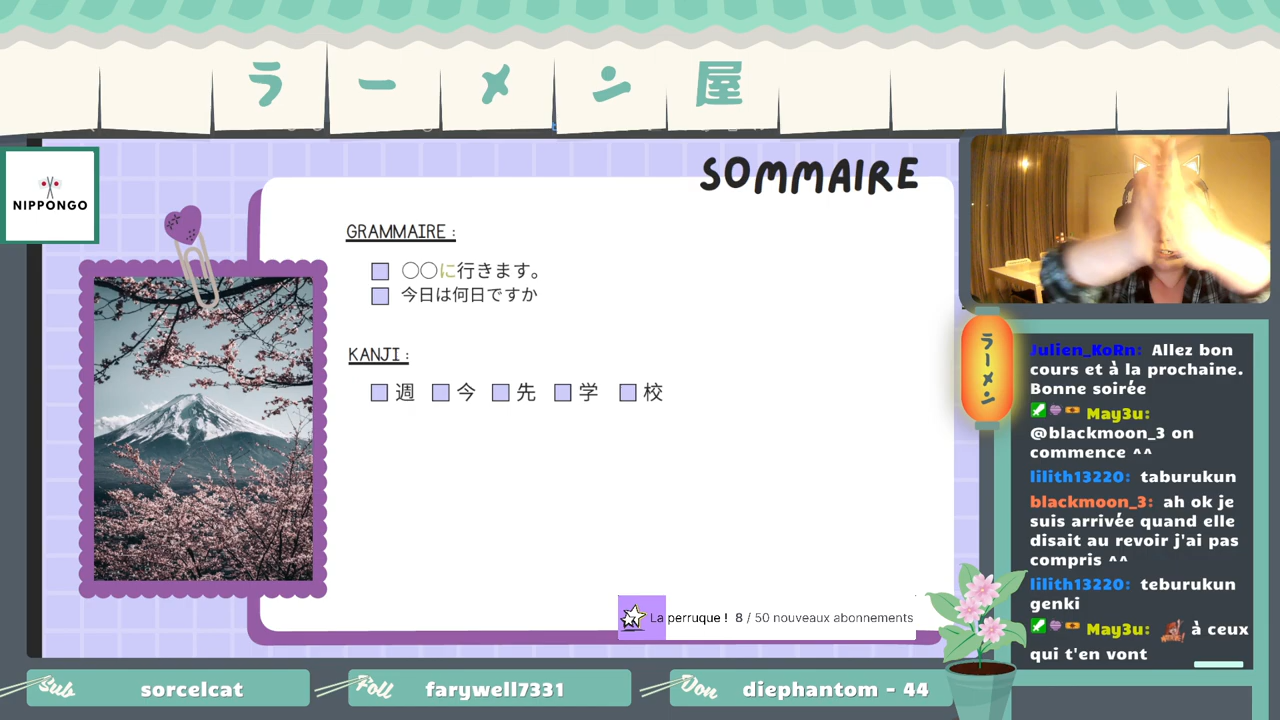 ラーメン屋
NIPPONGO
SOMMAIRE
GRAMMAIRE :
○○に行きます。
今日は何日ですか
KANJI :
週 今 先 学 校
La perruque ! 8 / 50 nouveaux abonnements
ラーメン
Julien_KoRn: Allez bon
cours et à la prochaine.
Bonne soirée
May3u:
@blackmoon_3 on
commence ^^
lilith13220: taburukun
blackmoon_3: ah ok je
suis arrivée quand elle
disait au revoir j'ai pas
compris ^^
lilith13220: teburukun
genki
May3u: à ceux
qui t'en vont
Sub sorcelcat
Foll farywell7331
Don diephantom - 44